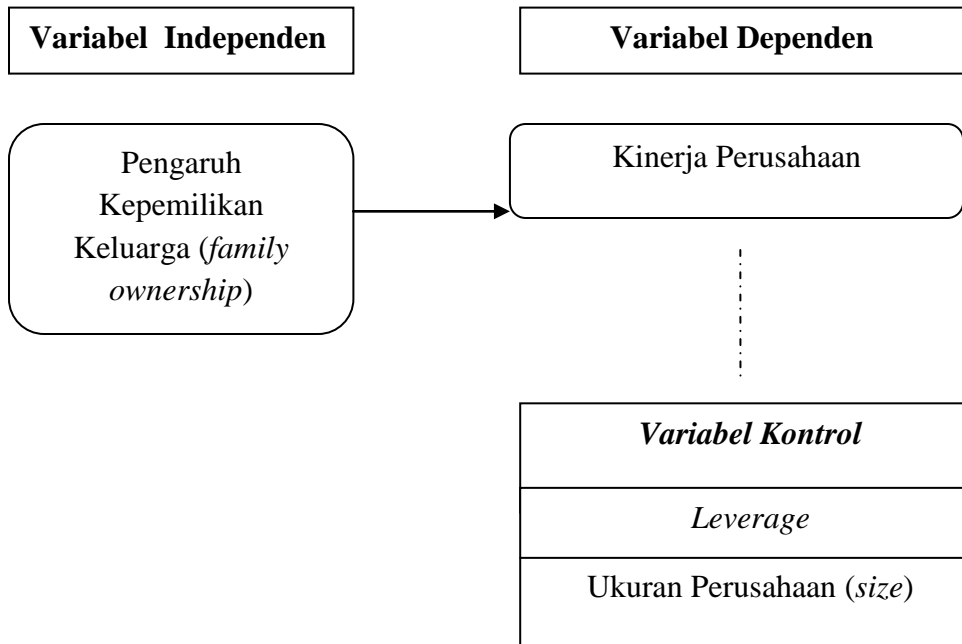 Variabel Independen
Variabel Dependen
Pengaruh
Kepemilikan
Keluarga (family
ownership)
Kinerja Perusahaan
Variabel Kontrol
Leverage
Ukuran Perusahaan (size)